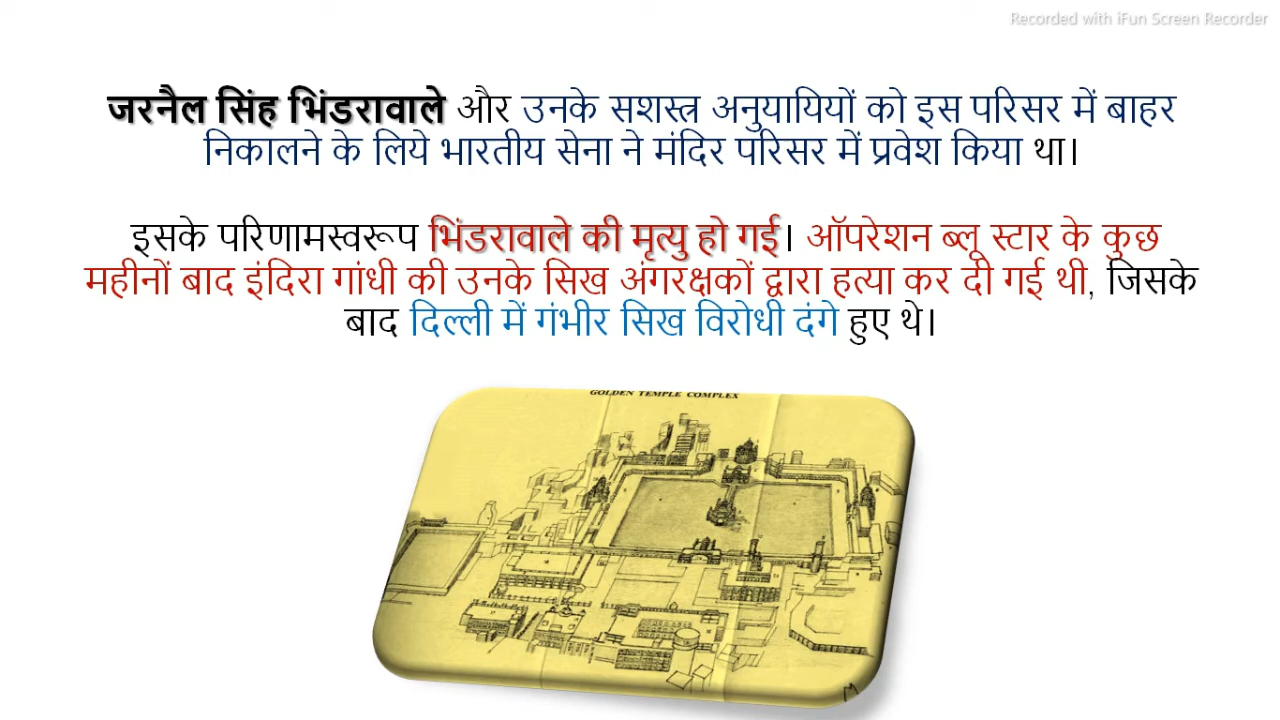 Recorded with iFun Screen Recorder
जरनैल सिंह भिंडरावाले और उनके सशस्त्र अनुयायियों को इस परिसर में बाहर
निकालने के लिये भारतीय सेना ने मंदिर परिसर में प्रवेश किया था।
इसके परिणामस्वरूप भिंडरावाले की मृत्यु हो गई। ऑपरेशन ब्लू स्टार के कुछ
महीनों बाद इंदिरा गांधी की उनके सिख अंगरक्षकों द्वारा हत्या कर दी गई थी, जिसके
बाद दिल्ली में गंभीर सिख विरोधी दंगे हुए थे।
GOLDEN TEMPLE COMPLEX